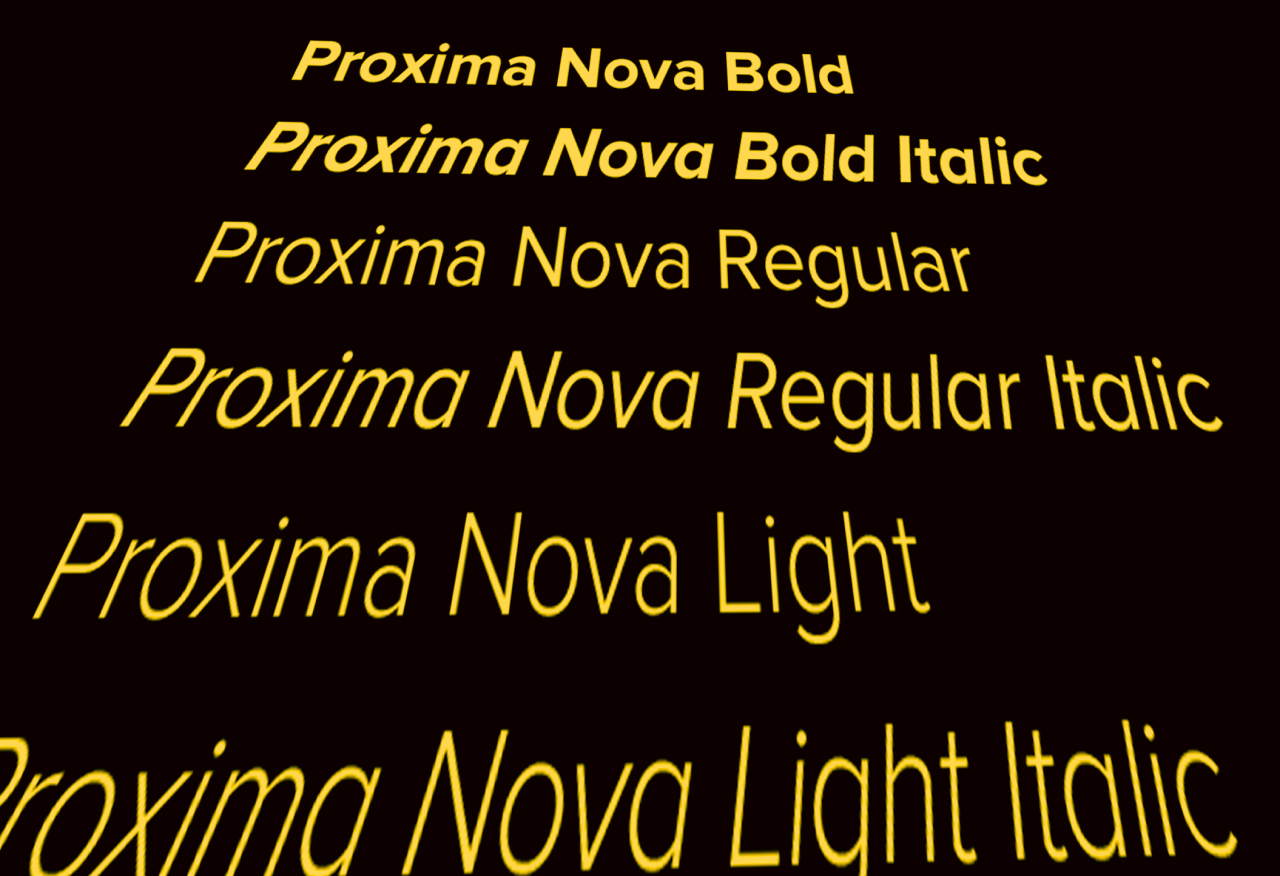 Proxima Nova Bold
Proxima Nova Bold Italic
Proxima Nova Regular
Proxima Nova Regular Italic
Proxima Nova Light
Proxima Nova Light Italic